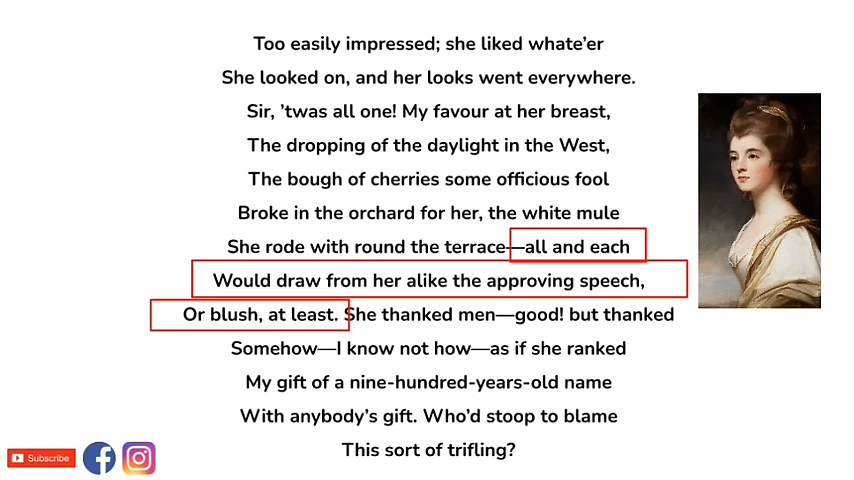 Too easily impressed; she liked whate’er
She looked on, and her looks went everywhere.
Sir, ’twas all one! My favour at her breast,
The dropping of the daylight in the West,
The bough of cherries some officious fool
Broke in the orchard for her, the white mule
She rode with round the terrace—all and each
Would draw from her alike the approving speech,
Or blush, at least. She thanked men—good! but thanked
Somehow—I know not how—as if she ranked
My gift of a nine-hundred-years-old name
With anybody’s gift. Who’d stoop to blame
This sort of trifling?
Subscribe